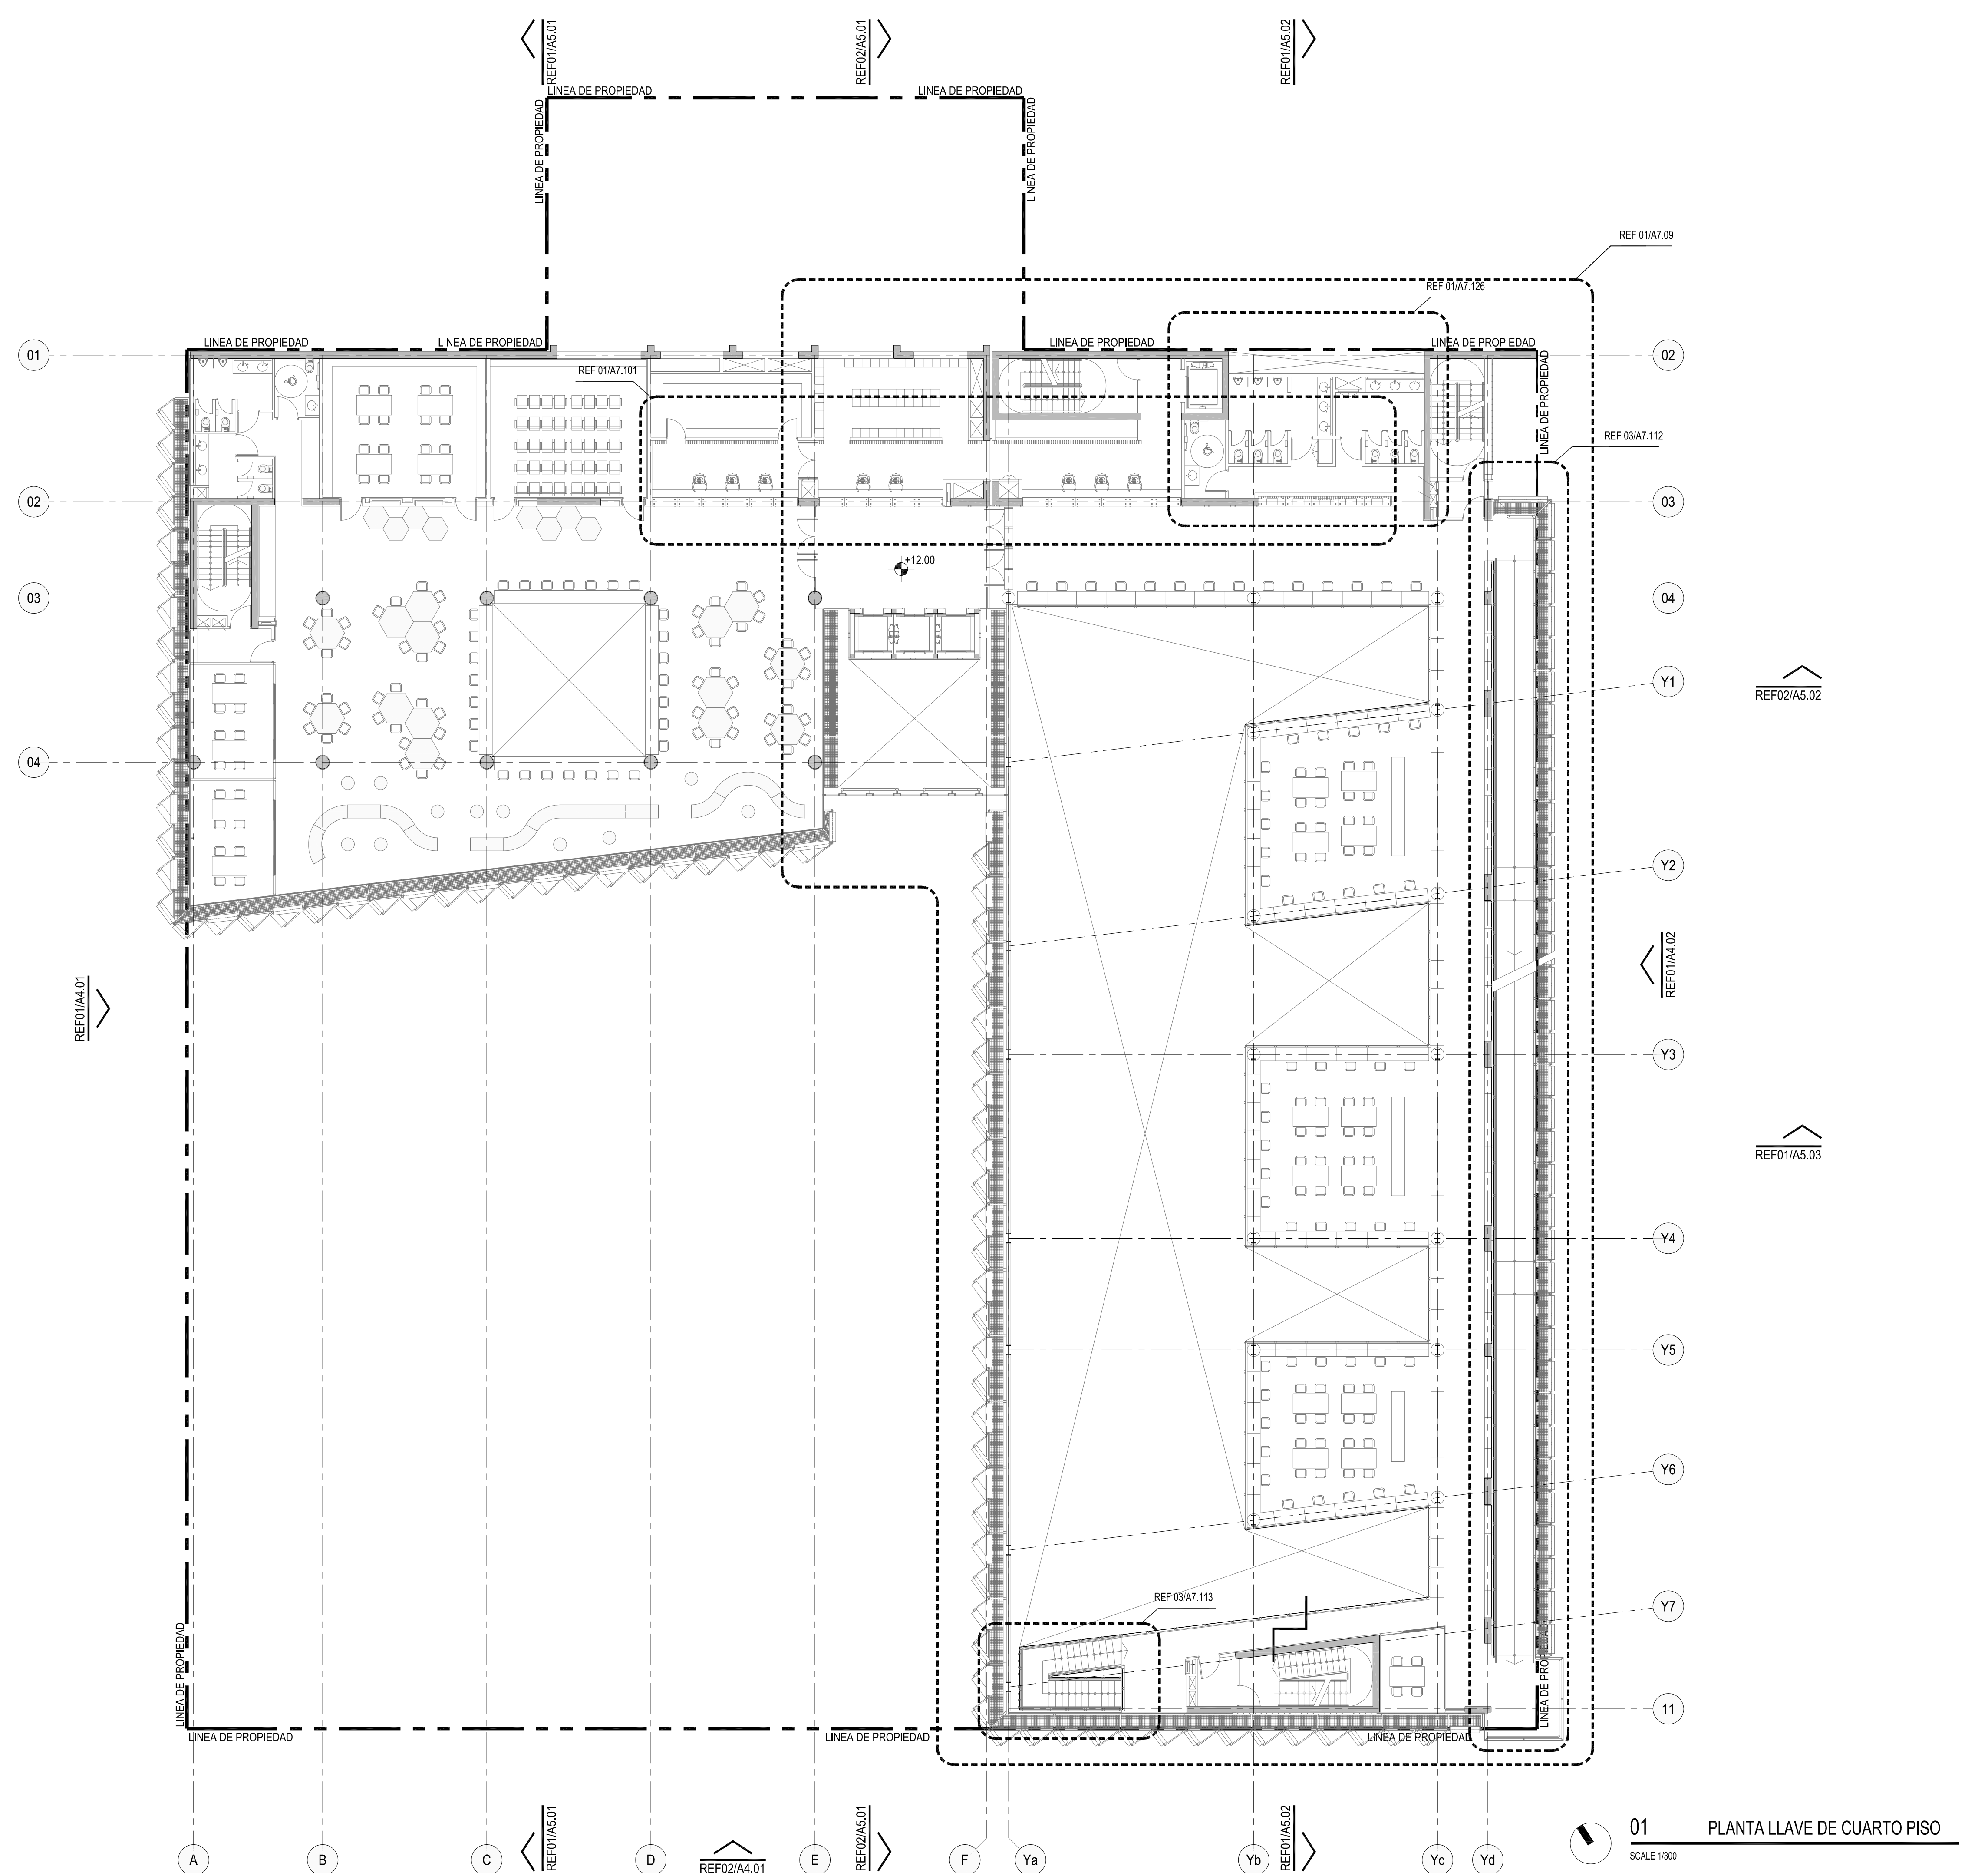 REF01/A5.01
REF02/A5.01
REF01/A5.02
LINEA DE PROPIEDAD
LINEA DE PROPIEDAD
LINEA DE PROPIEDAD
LINEA DE PROPIEDAD
REF 01/A7.09
REF 01/A7.126
LINEA DE PROPIEDAD
LINEA DE PROPIEDAD
LINEA DE PROPIEDAD
LINEA DE PROPIEDAD
01
02
REF 01/A7.101
LINEA DE PROPIEDAD
REF 03/A7.112
02
03
+12.00
03
04
Y1
REF02/A5.02
04
Y2
REF01/A4.01
REF01/A4.02
Y3
REF01/A5.03
Y4
Y5
Y6
REF 03/A7.113
Y7
LINEA DE PROPIEDAD
LINEA DE PROPIEDAD
11
LINEA DE PROPIEDAD
LINEA DE PROPIEDAD
LINEA DE PROPIEDAD
REF01/A5.01
REF02/A5.01
REF01/A5.02
A
B
C
D
REF02/A4.01
E
F
Ya
Yb
Yc
Yd
01 PLANTA LLAVE DE CUARTO PISO
SCALE 1/300